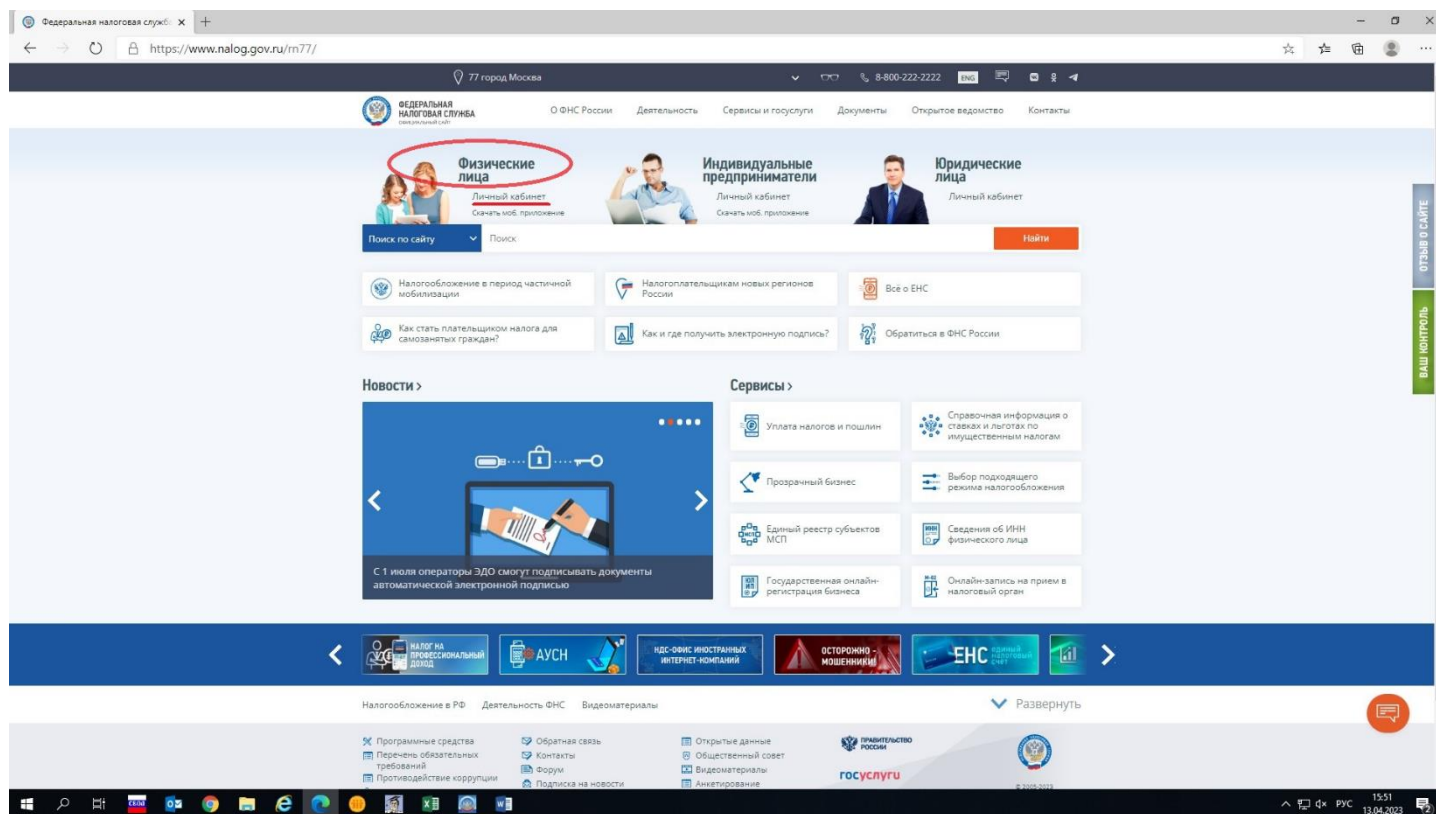 Федеральная налоговая служб
https://www.nalog.gov.ru/rn77/
77 город Москва
8-800-222-2222
ENG
ФЕДЕРАЛЬНАЯ
НАЛОГОВАЯ СЛУЖБА
О ФНС России
Деятельность
Сервисы и госуслуги
Документы
Открытое ведомство
Контакты
Физические
лица
Личный кабинет
Скачать моб. приложение
Индивидуальные
предприниматели
Личный кабинет
Скачать моб. приложение
Юридические
лица
Личный кабинет
Поиск по сайту
Поиск
Найти
ОТЗЫВ О САЙТЕ
ВАШ КОНТРОЛЬ
Налогообложение в период частичной
мобилизации
Налогоплательщикам новых регионов
России
Всё о ЕНС
Как стать плательщиком налога для
самозанятых граждан?
Как и где получить электронную подпись?
Обратиться в ФНС России
Новости >
С 1 июля операторы ЭДО смогут подписывать документы
автоматической электронной подписью
Сервисы >
Уплата налогов и пошлин
Справочная информация о
ставках и льготах по
имущественным налогам
Прозрачный бизнес
Выбор подходящего
режима налогообложения
Единый реестр субъектов
МСП
Сведения об ИНН
физического лица
Государственная онлайн-
регистрация бизнеса
Онлайн-запись на прием в
налоговый орган
НАЛОГ НА
ПРОФЕССИОНАЛЬНЫЙ
ДОХОД
АУСН
НДС-ОФИС ИНОСТРАННЫХ
ИНТЕРНЕТ-КОМПАНИЙ
ОСТОРОЖНО -
МОШЕННИКИ!
ЕНС
ЕДИНЫЙ
НАЛОГОВЫЙ
СЧЕТ
Налогообложение в РФ
Деятельность ФНС
Видеоматериалы
Развернуть
Программные средства
Перечень обязательных
требований
Противодействие коррупции
Обратная связь
Контакты
Форум
Подписка на новости
Открытые данные
Общественный совет
Видеоматериалы
Анкетирование
ПРАВИТЕЛЬСТВО
РОССИИ
госуслуги
© 2005-2023
РУС
15:51
13.04.2023